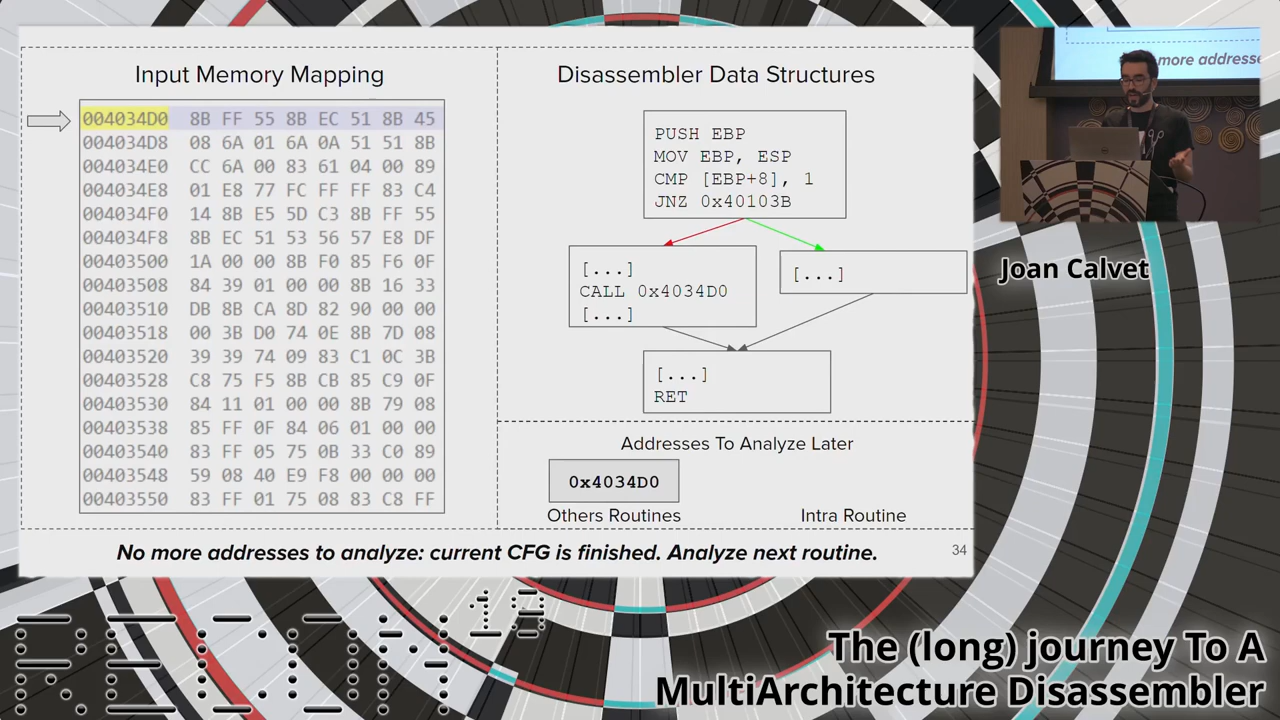 Input Memory Mapping
004034D0 8B FF 55 8B EC 51 8B 45
004034D8 08 6A 01 6A 0A 51 51 8B
004034E0 CC 6A 00 83 61 04 00 89
004034E8 01 E8 77 FC FF FF 83 C4
004034F0 14 8B E5 5D C3 8B FF 55
004034F8 8B EC 51 53 56 57 E8 DF
00403500 1A 00 00 8B F0 85 F6 0F
00403508 84 39 01 00 00 8B 16 33
00403510 DB 8B CA 8D 82 90 00 00
00403518 00 3B D0 74 0E 8B 7D 08
00403520 39 39 74 09 83 C1 0C 3B
00403528 C8 75 F5 8B CB 85 C9 0F
00403530 84 11 01 00 00 8B 79 08
00403538 85 FF 0F 84 06 01 00 00
00403540 83 FF 05 75 0B 33 C0 89
00403548 59 08 40 E9 F8 00 00 00
00403550 83 FF 01 75 08 83 C8 FF
Disassembler Data Structures
PUSH EBP
MOV EBP, ESP
CMP [EBP+8], 1
JNZ 0x40103B
[...]
CALL 0x4034D0
[...]
[...]
[...]
RET
Addresses To Analyze Later
0x4034D0
Others Routines
Intra Routine
No more addresses to analyze: current CFG is finished. Analyze next routine.
34
more addresse
Joan Calvet
RECON 18
The (long) journey To A
MultiArchitecture Disassembler